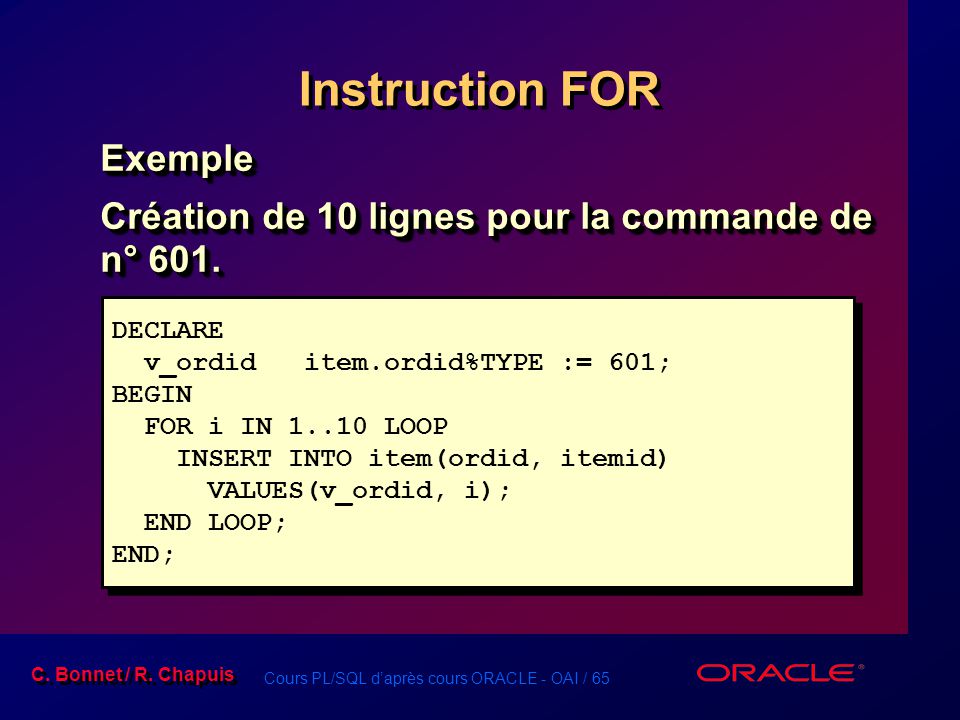 Instruction FOR
Exemple
Création de 10 lignes pour la commande de
n° 601.
DECLARE
  v_ordid   item.ordid%TYPE := 601;
BEGIN
  FOR i IN 1..10 LOOP
    INSERT INTO item(ordid, itemid)
      VALUES(v_ordid, i);
  END LOOP;
END;
C. Bonnet / R. Chapuis
Cours PL/SQL d’après cours ORACLE - OAI / 65
ORACLE®